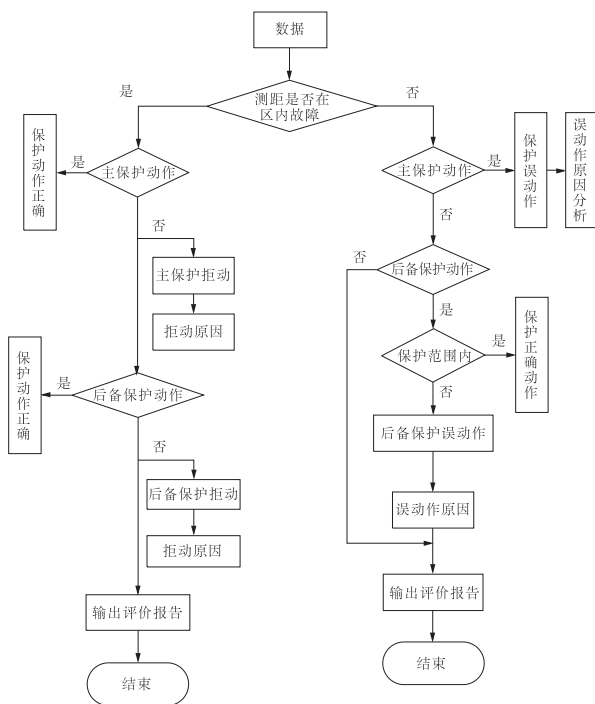 数据
测距是否在
区内故障
是
否
主保护动作
是
保护动作正确
否
主保护拒动
拒动原因
后备保护动作
是
保护动作正确
否
后备保护拒动
拒动原因
输出评价报告
结束
主保护动作
是
保护误动作
误动作原因分析
否
后备保护动作
否
是
保护范围内
是
保护正确动作
否
后备保护误动作
误动作原因
输出评价报告
结束